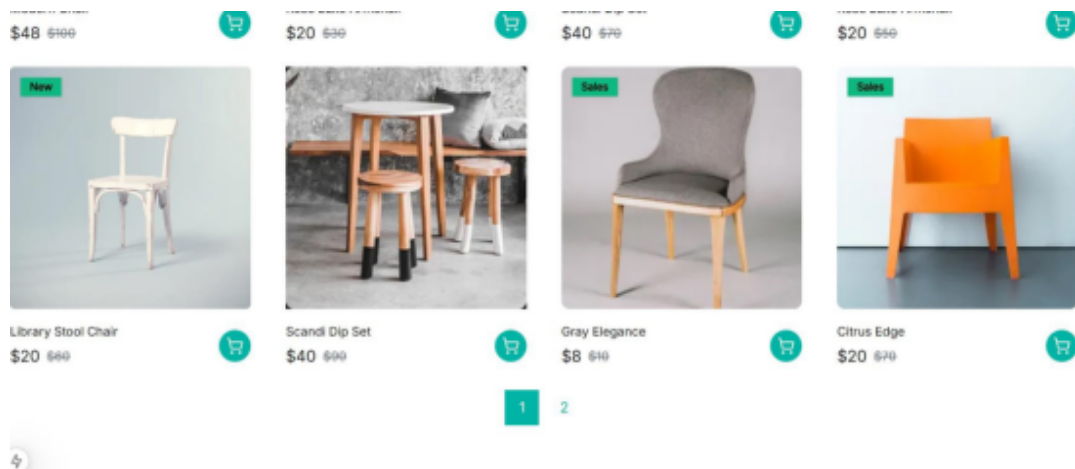 $48 $100
$20 $30
$40 $70
$20 $50
New
Sales
Sales
Library Stool Chair
$20 $60
Scandi Dip Set
$40 $90
Gray Elegance
$8 $10
Citrus Edge
$20 $70
1 2